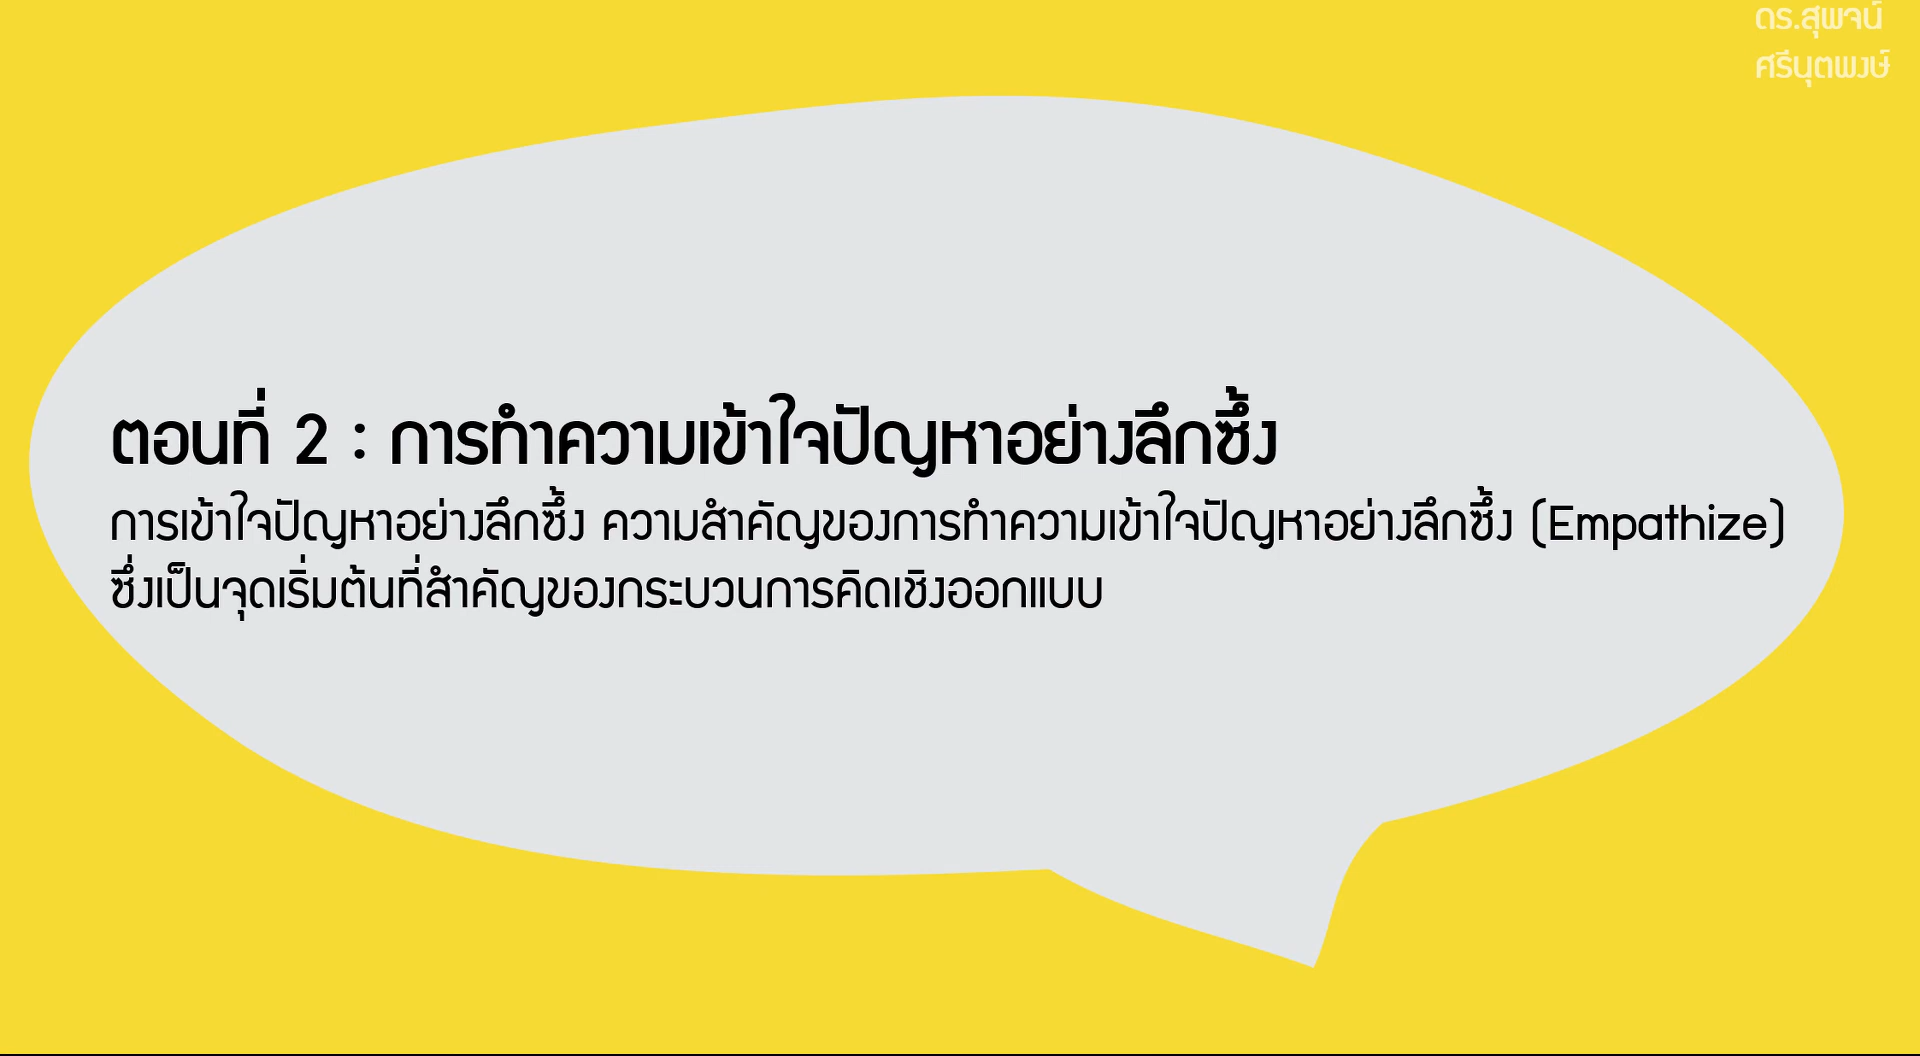 ดร.สุพจน์
ศรีนุตพงษ์
ตอนที่ 2 : การทำความเข้าใจปัญหาอย่างลึกซึ้ง
การเข้าใจปัญหาอย่างลึกซึ้ง ความสำคัญของการทำความเข้าใจปัญหาอย่างลึกซึ้ง (Empathize)
ซึ่งเป็นจุดเริ่มต้นที่สำคัญของกระบวนการคิดเชิงออกแบบ